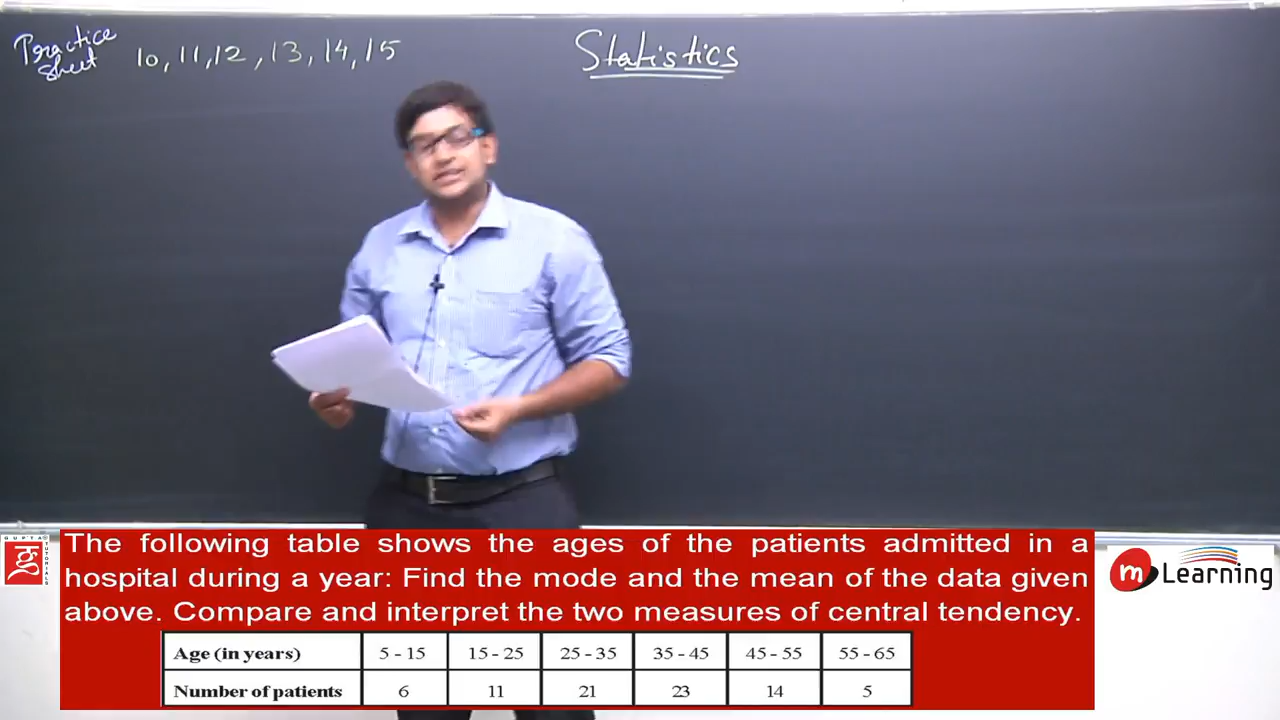 Practice
Sheet
10, 11, 12, 13, 14, 15
Statistics
GUPTA
TUTORIALS
The following table shows the ages of the patients admitted in a
hospital during a year: Find the mode and the mean of the data given
above. Compare and interpret the two measures of central tendency.
Age (in years) 5 - 15 15 - 25 25 - 35 35 - 45 45 - 55 55 - 65
Number of patients 6 11 21 23 14 5
m Learning